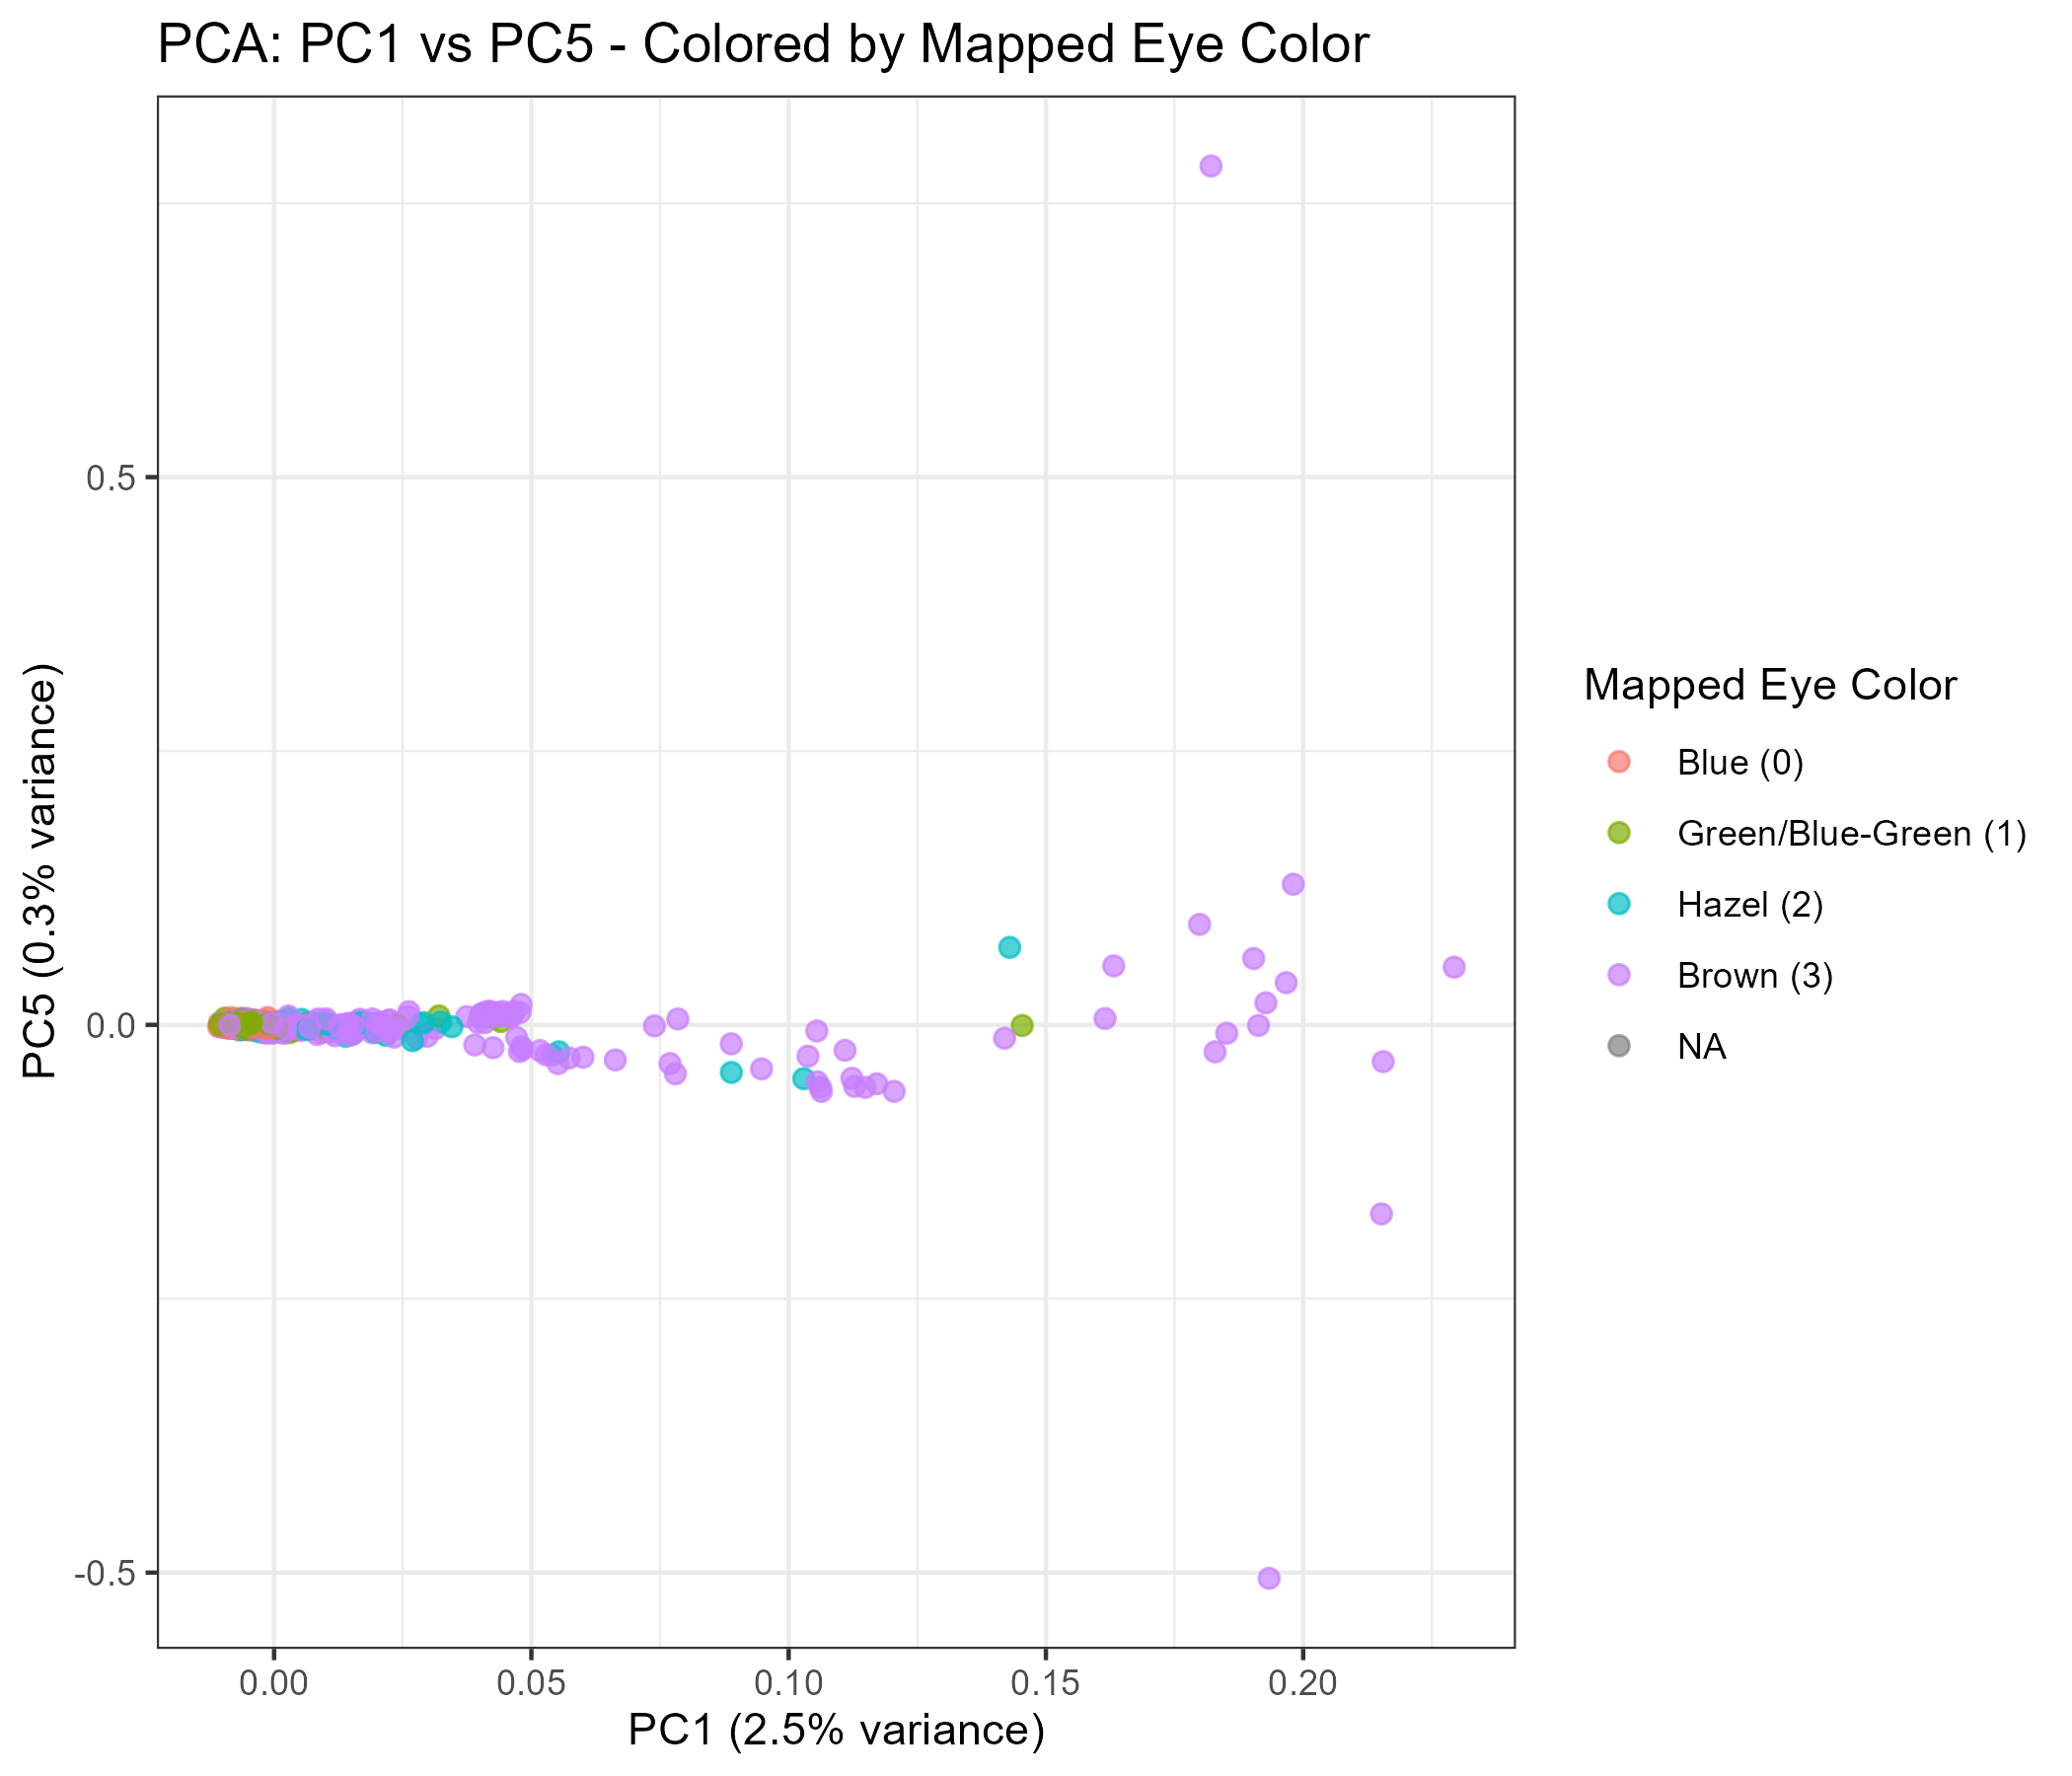 PCA: PC1 vs PC5 - Colored by Mapped Eye Color
PC5 (0.3% variance)
0.5
0.0
-0.5
0.00
0.05
0.10
0.15
0.20
PC1 (2.5% variance)
Mapped Eye Color
Blue (0)
Green/Blue-Green (1)
Hazel (2)
Brown (3)
NA